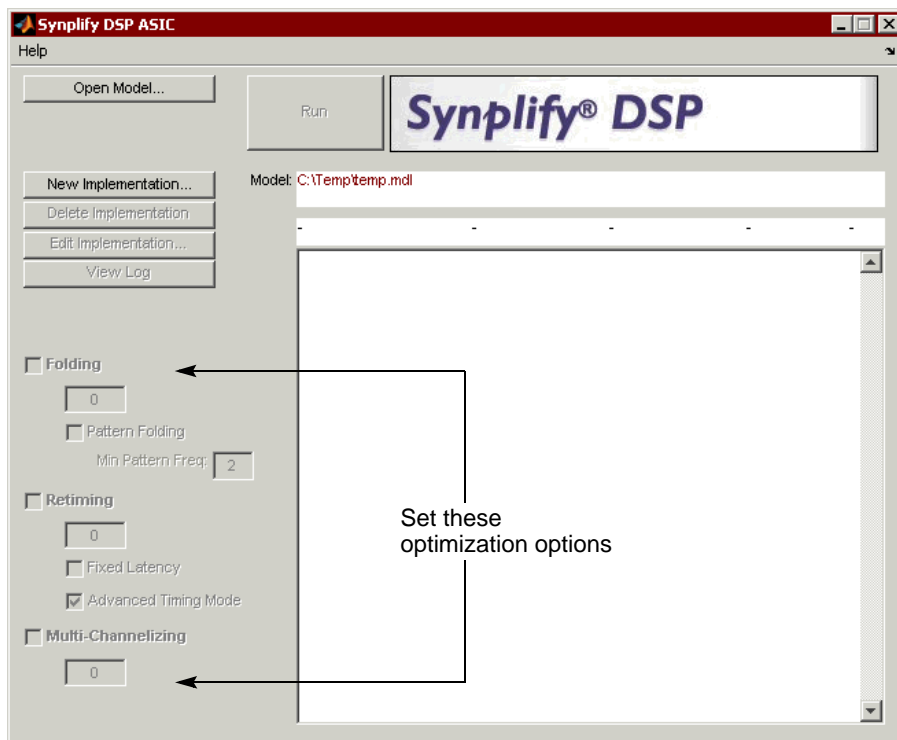 Synplify DSP ASIC
Help
Open Model...
Run
Synplify® DSP
New Implementation...
Model: C:\Temp\temp.mdl
Delete Implementation
- - - - -
Edit Implementation...
View Log
Folding
0
Pattern Folding
Min Pattern Freq: 2
Retiming
0
Set these
optimization options
Fixed Latency
Advanced Timing Mode
Multi-Channelizing
0